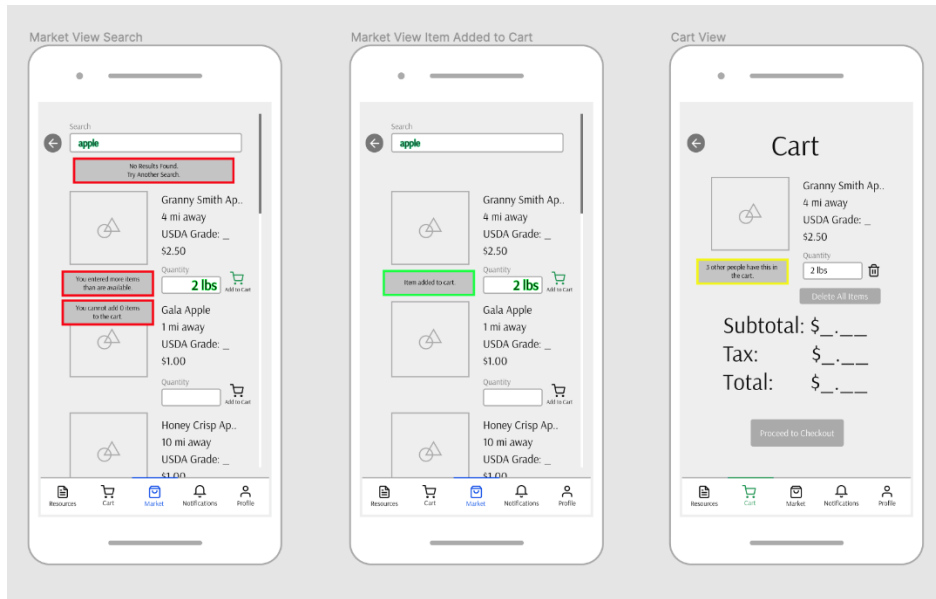 Market View Search
Search
apple
No Results Found.
Try Another Search.
Granny Smith Ap..
4 mi away
USDA Grade: _
$2.50
Quantity
You entered more items
than are available.
2 lbs
Add to Cart
You cannot add 0 items
to the cart.
Gala Apple
1 mi away
USDA Grade: _
$1.00
Quantity
Add to Cart
Honey Crisp Ap..
10 mi away
USDA Grade: _
$1.00
Resources
Cart
Market
Notifications
Profile
Market View Item Added to Cart
Search
apple
Granny Smith Ap..
4 mi away
USDA Grade: _
$2.50
Quantity
Item added to cart.
2 lbs
Add to Cart
Gala Apple
1 mi away
USDA Grade: _
$1.00
Quantity
Add to Cart
Honey Crisp Ap..
10 mi away
USDA Grade: _
$1.00
Resources
Cart
Market
Notifications
Profile
Cart View
Cart
Granny Smith Ap..
4 mi away
USDA Grade: _
$2.50
Quantity
3 other people have this in
the cart.
2 lbs
Delete All Items
Subtotal: $_.__
Tax: $_.__
Total: $_.__
Proceed to Checkout
Resources
Cart
Market
Notifications
Profile